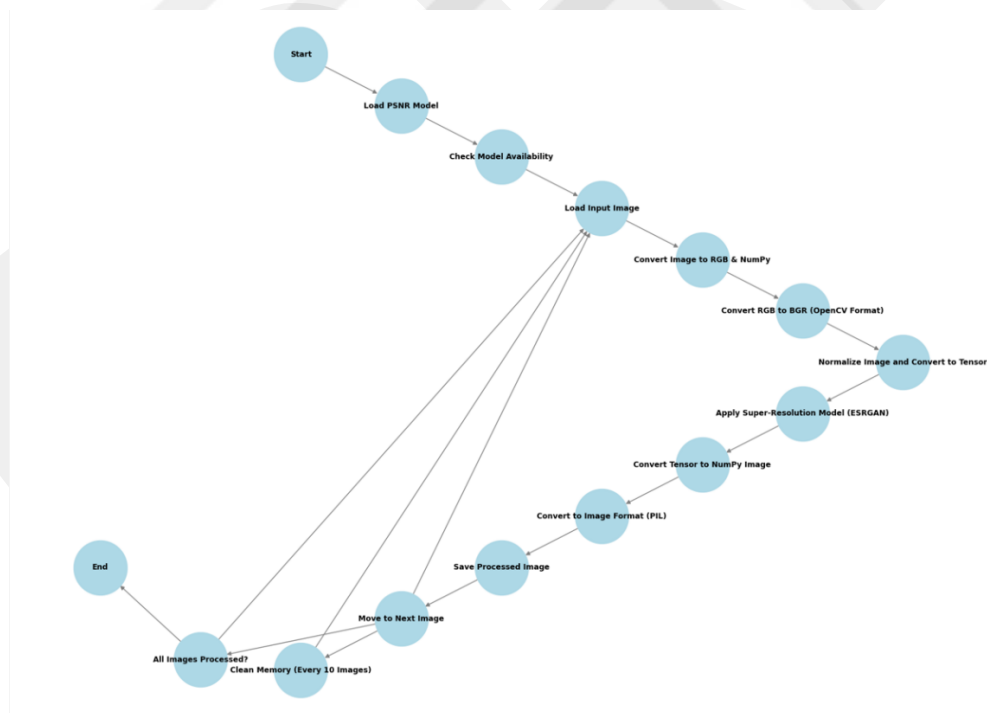 Start
Load PSNR Model
Check Model Availability
Load Input Image
Convert Image to RGB & NumPy
Convert RGB to BGR (OpenCV Format)
Normalize Image and Convert to Tensor
Apply Super-Resolution Model (ESRGAN)
Convert Tensor to NumPy Image
Convert to Image Format (PIL)
Save Processed Image
End
Move to Next Image
All Images Processed?
Clean Memory (Every 10 Images)